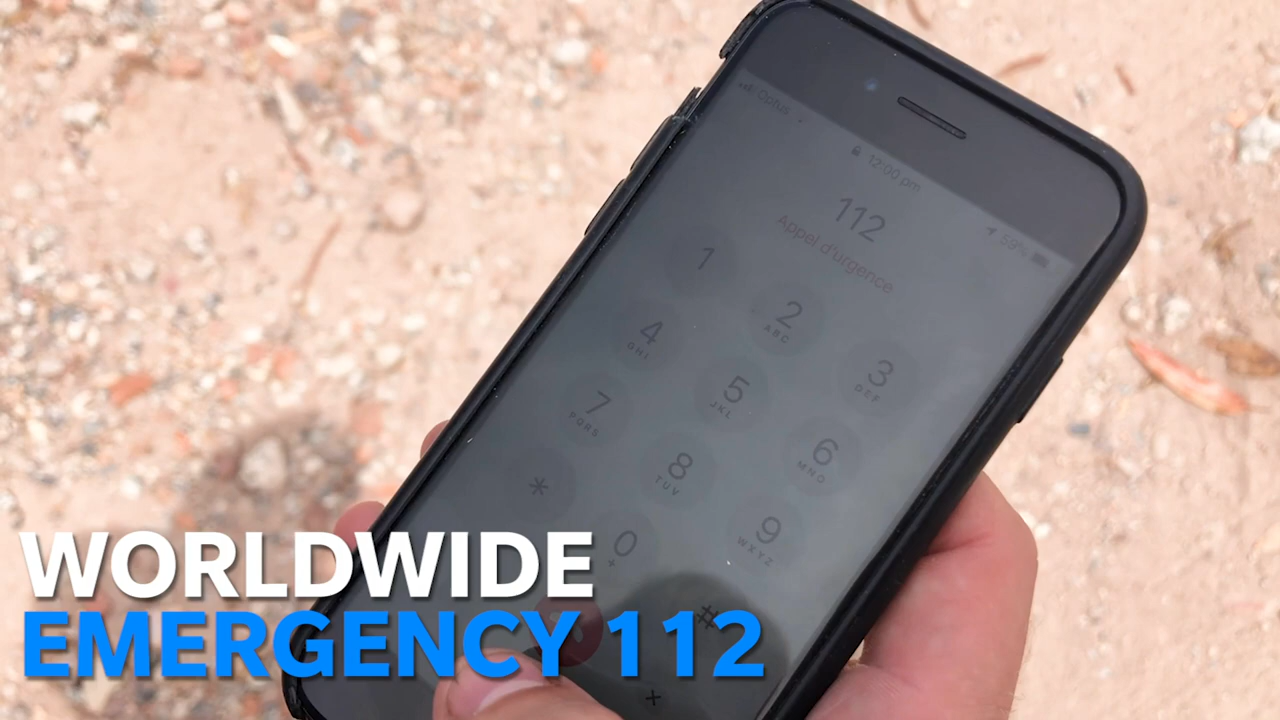 Optus
12:00 pm
59%
112
Appel d'urgence
1
2
ABC
3
DEF
4
GHI
5
JKL
6
MNO
7
PQRS
8
TUV
9
WXYZ
*
0
+
#
×
WORLDWIDE
EMERGENCY 112